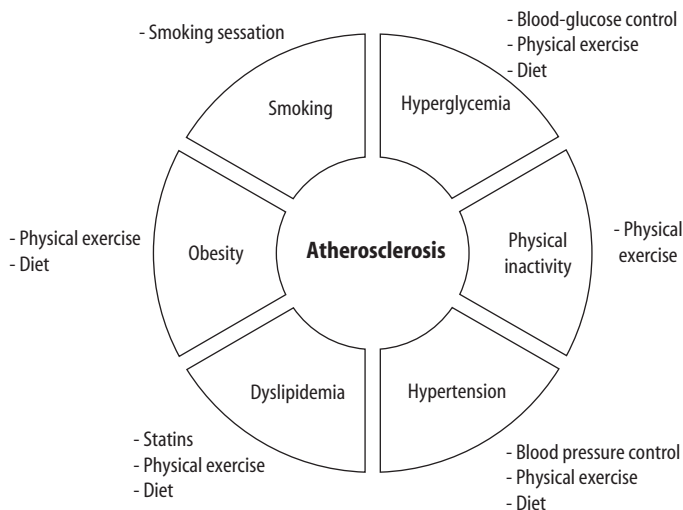 - Smoking sessation
- Blood-glucose control
- Physical exercise
- Diet
Smoking
Hyperglycemia
- Physical exercise
- Diet
Obesity
Atherosclerosis
Physical
inactivity
- Physical
exercise
Dyslipidemia
Hypertension
- Statins
- Physical exercise
- Diet
- Blood pressure control
- Physical exercise
- Diet